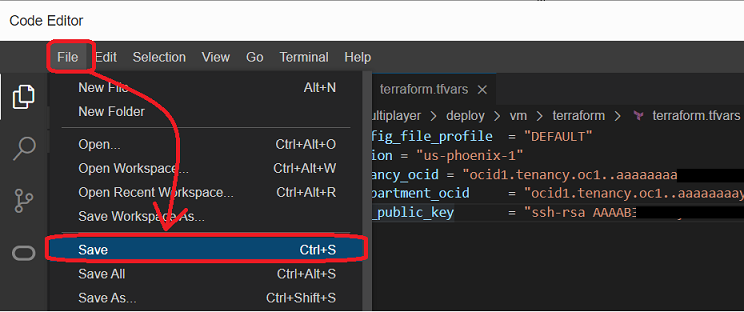 Code Editor
File Edit Selection View Go Terminal Help
New File Alt+N
New Folder
Open... Ctrl+Alt+O
Open Workspace... Ctrl+Alt+W
Open Recent Workspace... Ctrl+Alt+R
Save Workspace As...
Save Ctrl+S
Save All Ctrl+Alt+S
Save As... Ctrl+Shift+S
terraform.tfvars
ultiplayer > deploy > vm > terraform > terraform.tfvars
fig_file_profile = "DEFAULT"
ion = "us-phoenix-1"
ancy_ocid = "ocid1.tenancy.oc1..aaaaaaaa
partment_ocid = "ocid1.tenancy.oc1..aaaaaaaay
_public_key = "ssh-rsa AAAAB3